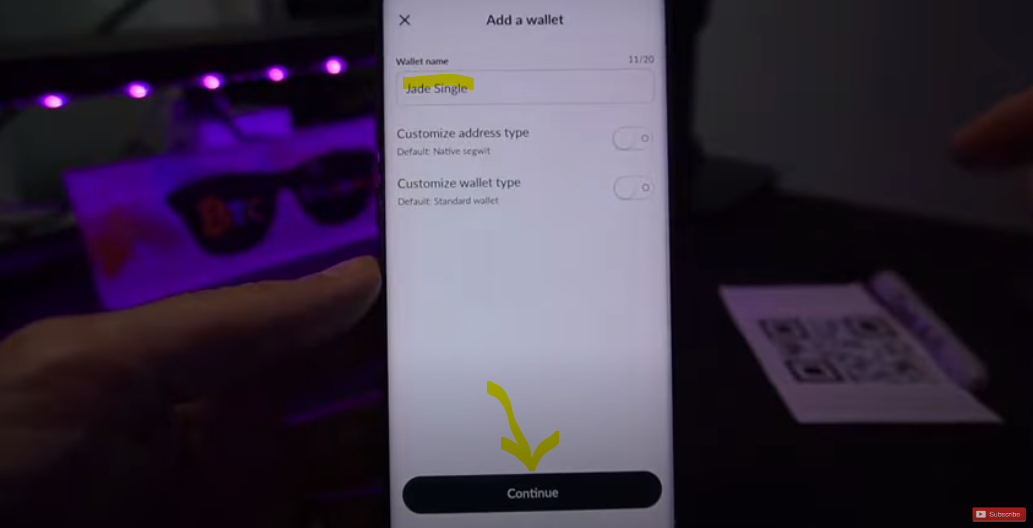 Add a wallet
Wallet name 11/20
Jade Single
Customize address type
Default: Native segwit
Customize wallet type
Default: Standard wallet
Continue
Subscribe